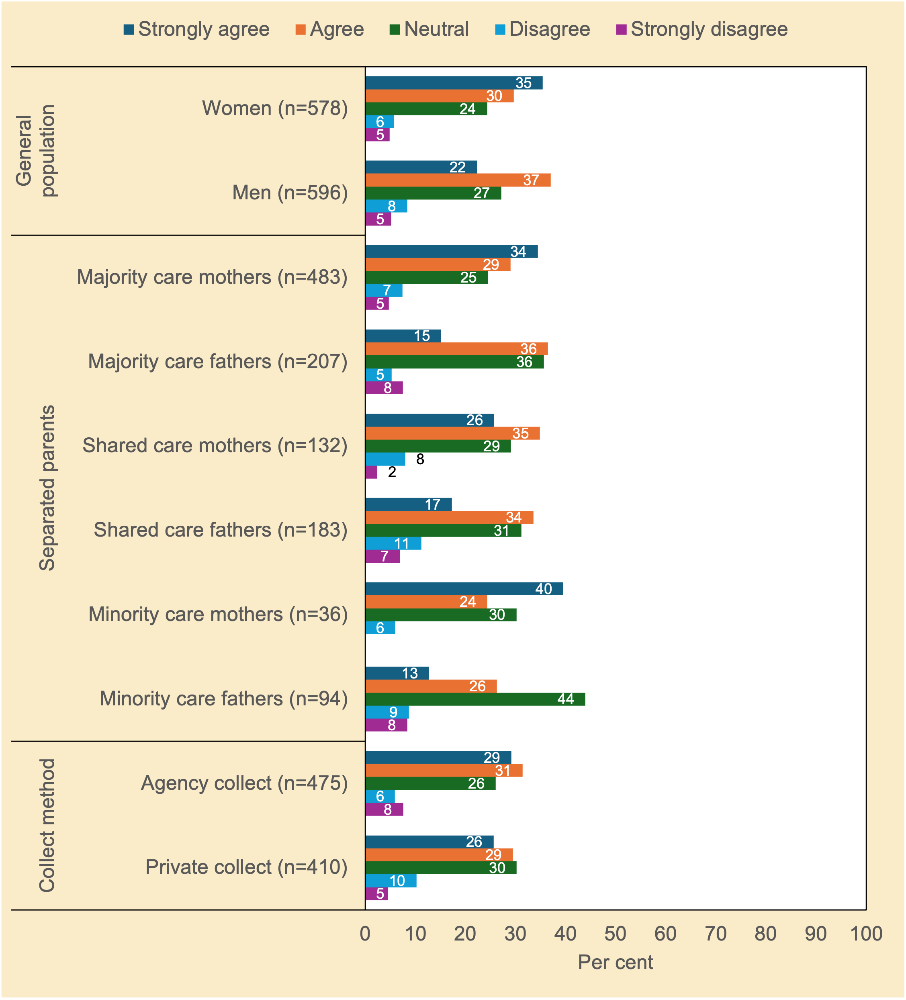 Strongly agree Agree Neutral Disagree Strongly disagree
General
population
Women (n=578)
35
30
24
6
5
Men (n=596)
22
37
27
8
5
Separated parents
Majority care mothers (n=483)
34
29
25
7
5
Majority care fathers (n=207)
15
36
36
5
8
Shared care mothers (n=132)
26
35
29
8
2
Shared care fathers (n=183)
17
34
31
11
7
Minority care mothers (n=36)
40
24
30
6
Minority care fathers (n=94)
13
26
44
9
8
Collect method
Agency collect (n=475)
29
31
26
6
8
Private collect (n=410)
26
29
30
10
5
0 10 20 30 40 50 60 70 80 90 100
Per cent